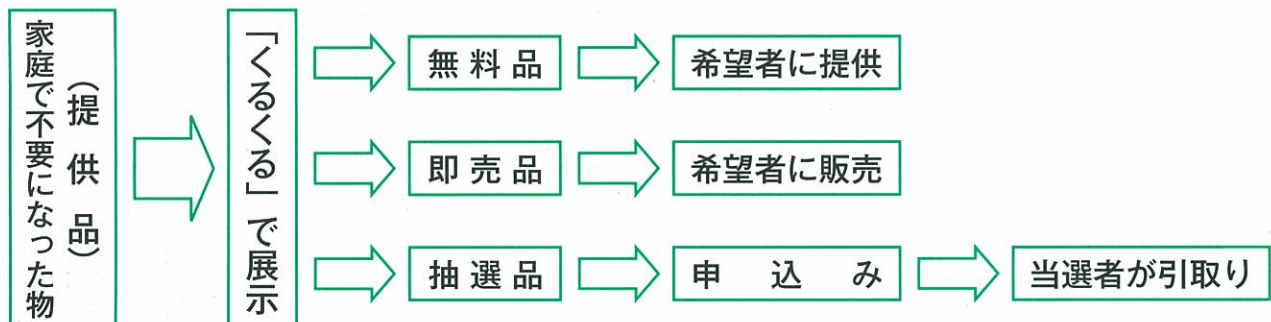 家庭で不要になった物
（提供品）
「くるくる」で展示
無料品
希望者に提供
即売品
希望者に販売
抽選品
申込み
当選者が引取り